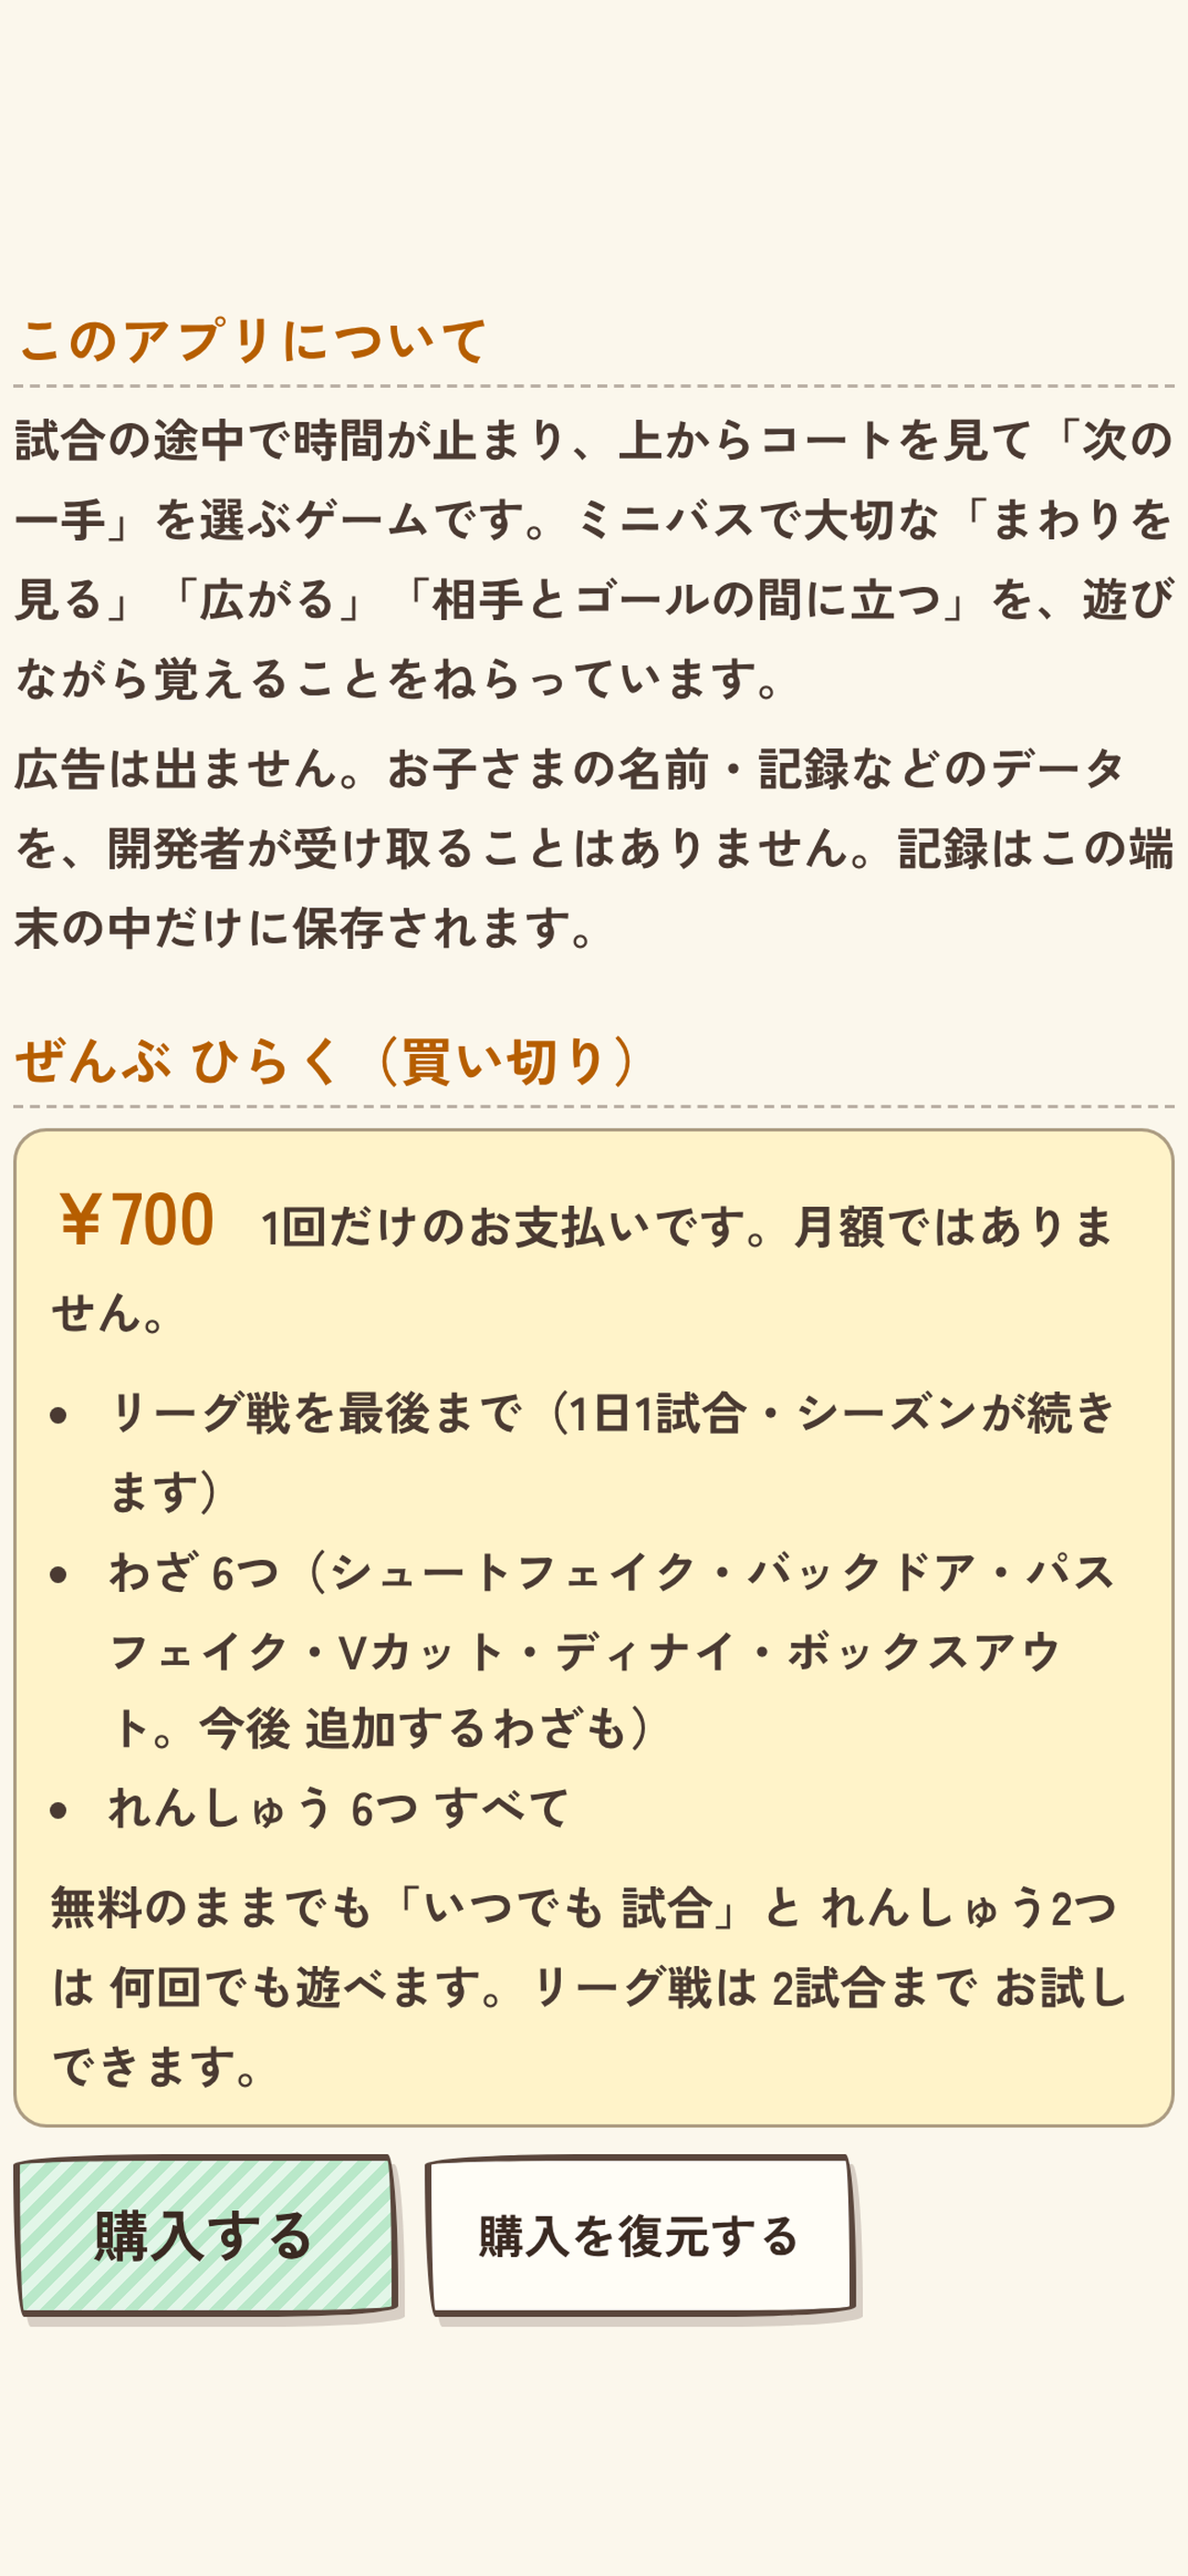 このアプリについて
試合の途中で時間が止まり、上からコートを見て「次の
一手」を選ぶゲームです。ミニバスで大切な「まわりを
見る」「広がる」「相手とゴールの間に立つ」を、遊び
ながら覚えることをねらっています。
広告は出ません。お子さまの名前・記録などのデータ
を、開発者が受け取ることはありません。記録はこの端
末の中だけに保存されます。
ぜんぶ ひらく（買い切り）
¥700 1回だけのお支払いです。月額ではありま
せん。
• リーグ戦を最後まで（1日1試合・シーズンが続き
ます）
• わざ 6つ（シュートフェイク・バックドア・パス
フェイク・Vカット・ディナイ・ボックスアウ
ト。今後 追加するわざも）
• れんしゅう 6つ すべて
無料のままでも「いつでも 試合」と れんしゅう2つ
は 何回でも遊べます。リーグ戦は 2試合まで お試し
できます。
購入する 購入を復元する